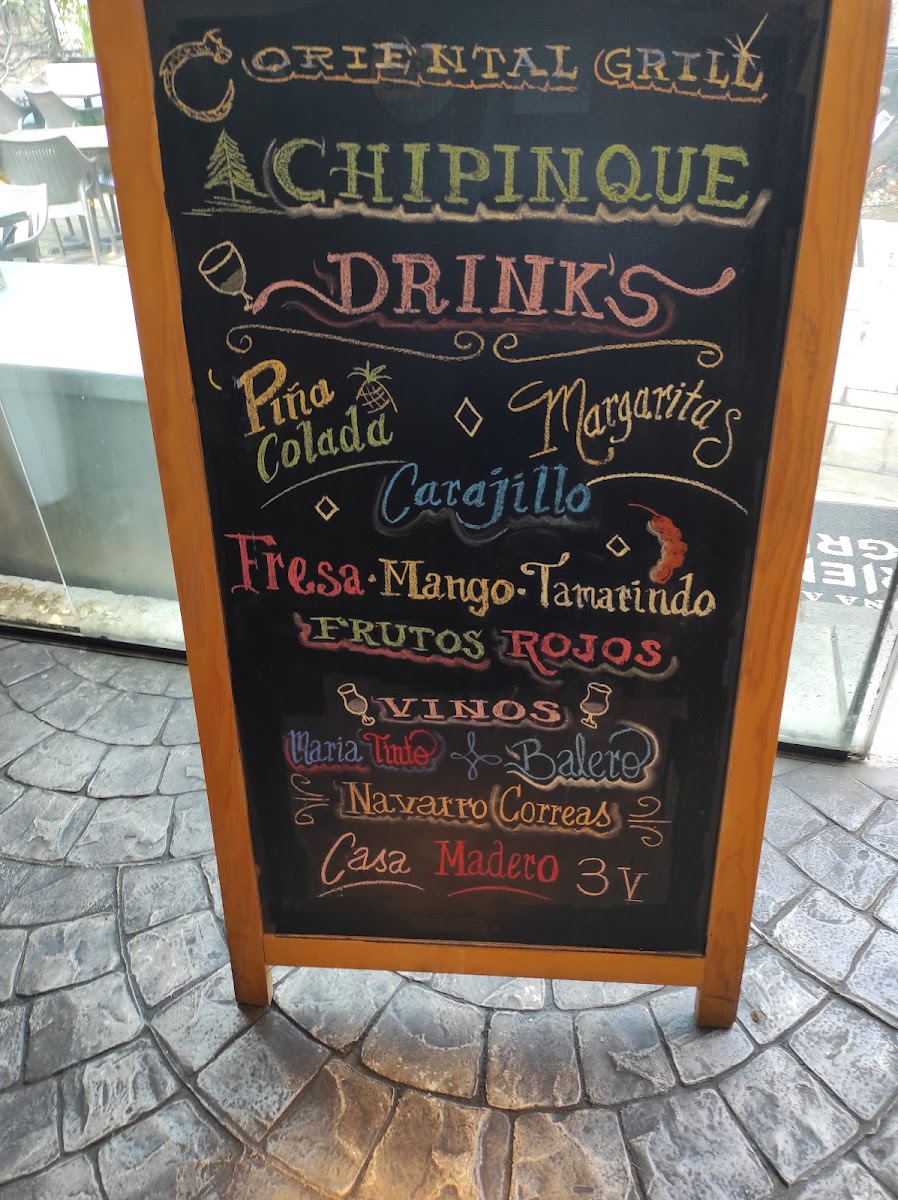 ORIENTAL GRILL
CHIPINQUE
DRINK'S
Piña Colada
Margaritas
Carajillo
Fresa · Mango · Tamarindo
FRUTOS ROJOS
VINOS
Maria Tinto Balero
Navarro Correas
Casa Madero 3V